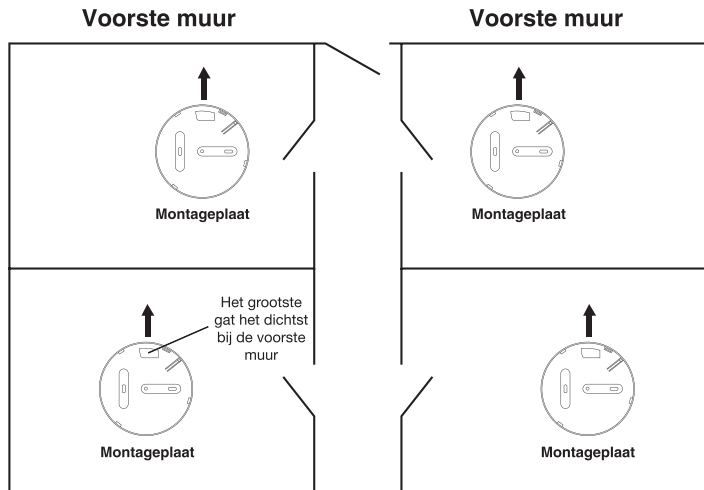 Voorste muur
Voorste muur
Montageplaat
Montageplaat
Het grootste
gat het dichtst
bij de voorste
muur
Montageplaat
Montageplaat